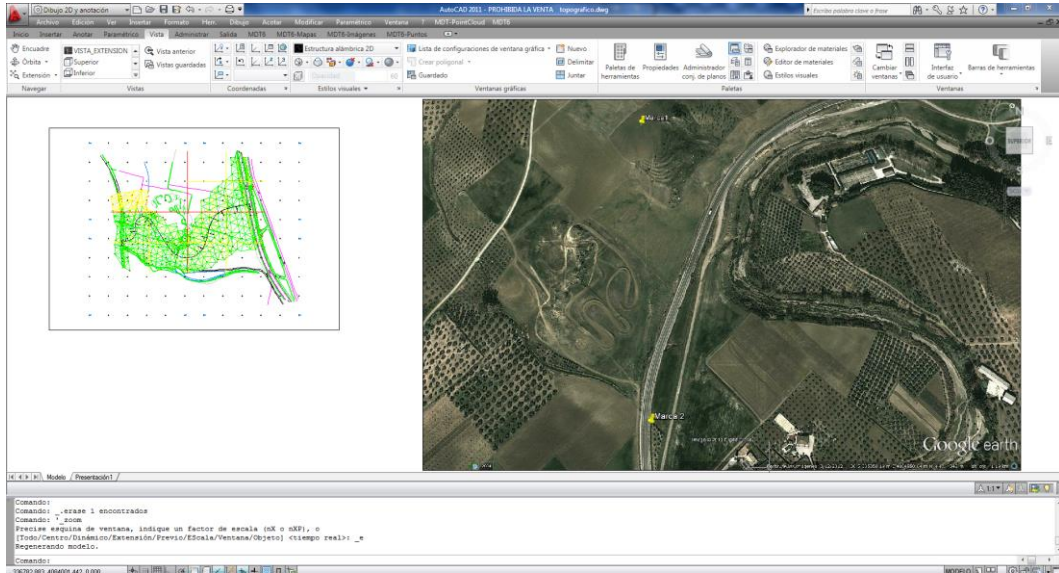 Dibujo 2D y anotación
AutoCAD 2011 - PROHIBIDA LA VENTA topografico.dwg
Escriba palabra clave o frase
Archivo Edición Ver Insertar Formato Herr. Dibujo Acotar Modificar Paramétrico Ventana ? MDT-PointCloud MDT6
Inicio Insertar Anotar Paramétrico Vista Administrar Salida MDT6 MDT6-Mapas MDT6-Imágenes MDT6-Puntos
Encuadre
Órbita
Extensión
Navegar
VISTA_EXTENSION
Superior
Inferior
Vista anterior
Vistas guardadas
Vistas
Coordenadas
Estructura alámbrica 2D
Opacidad 60
Estilos visuales
Lista de configuraciones de ventana gráfica
Crear poligonal
Guardado
Nuevo
Delimitar
Juntar
Ventanas gráficas
Paletas de herramientas
Propiedades
Administrador conj. de planos
Explorador de materiales
Editor de materiales
Estilos visuales
Paletas
Cambiar ventanas
Ventanas
Interfaz de usuario
Barras de herramientas
SUPERIOR
Marca 1
Marca 2
Google earth
Modelo Presentación1
1:1
Comando:
Comando: _.erase 1 encontrados
Comando: '_zoom
Precise esquina de ventana, indique un factor de escala (nX o nXP), o
[Todo/Centro/Dinámico/Extensión/Previo/EScala/Ventana/Objeto] <tiempo real>: _e
Regenerando modelo.
Comando:
MODELO